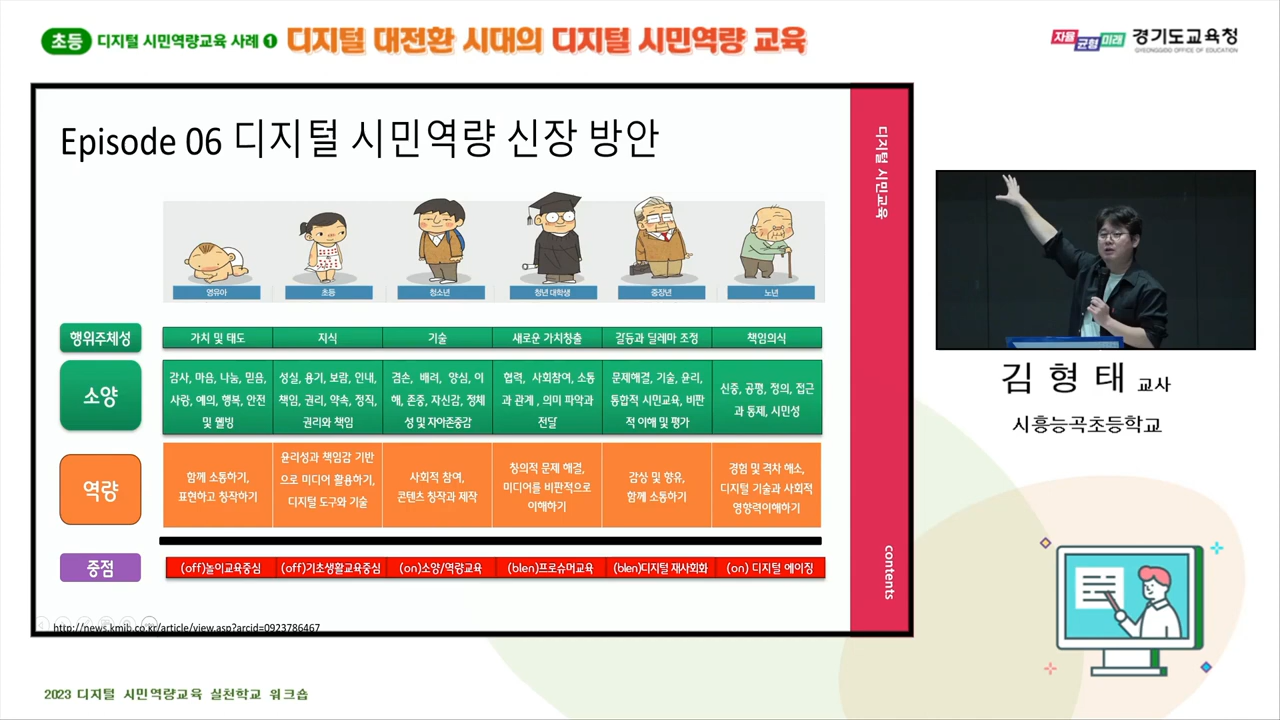 초등 디지털 시민역량교육 사례 ❶ 디지털 대전환 시대의 디지털 시민역량 교육
자율 균형 미래 경기도교육청
GYEONGGIDO OFFICE OF EDUCATION
Episode 06 디지털 시민역량 신장 방안
디지털 시민교육
영유아 초등 청소년 청년 대학생 중장년 노년
행위주체성 가치 및 태도 지식 기술 새로운 가치창출 갈등과 딜레마 조정 책임의식
소양
감사, 마음, 나눔, 믿음,
사랑, 예의, 행복, 안전
및 웰빙
성실, 용기, 보람, 인내,
책임, 권리, 약속, 정직,
권리와 책임
겸손, 배려, 양심, 이
해, 존중, 자신감, 정체
성 및 자아존중감
협력, 사회참여, 소통
과 관계, 의미 파악과
전달
문제해결, 기술, 윤리,
통합적 시민교육, 비판
적 이해 및 평가
신중, 공평, 정의, 접근
과 통제, 시민성
역량
함께 소통하기,
표현하고 창작하기
윤리성과 책임감 기반
으로 미디어 활용하기,
디지털 도구와 기술
사회적 참여,
콘텐츠 창작과 제작
창의적 문제 해결,
미디어를 비판적으로
이해하기
감상 및 향유,
함께 소통하기
경험 및 격차 해소,
디지털 기술과 사회적
영향력이해하기
중점 (off)놀이교육중심 (off)기초생활교육중심 (on)소양/역량교육 (blen)프로슈머교육 (blen)디지털 재사회화 (on) 디지털 에이징
contents
http://news.kmib.co.kr/article/view.asp?arcid=0923786467
김 형 태 교사
시흥능곡초등학교
2023 디지털 시민역량교육 실천학교 워크숍